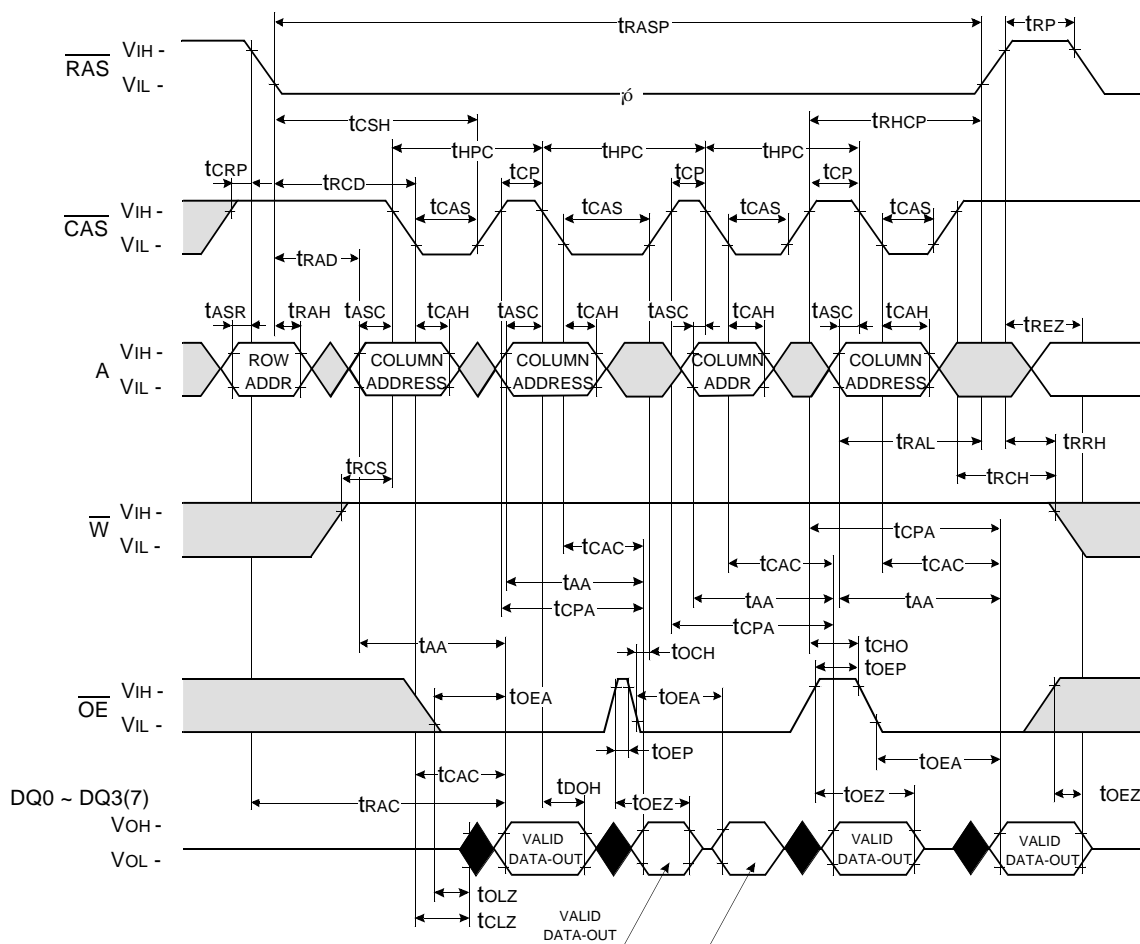 tRASP tRP
RAS VIH -
VIL -
¡ó
tCSH tRHCP
tHPC tHPC tHPC
tCRP tRCD tCP tCP tCP
CAS VIH -
VIL -
tCAS tCAS tCAS tCAS
tRAD
tASR tRAH tASC tCAH tASC tCAH tASC tCAH tASC tCAH tREZ
A VIH -
VIL -
ROW ADDR
COLUMN ADDRESS
COLUMN ADDRESS
COLUMN ADDR
COLUMN ADDRESS
tRAL tRRH
tRCS tRCH
W VIH -
VIL -
tCPA
tCAC tCAC tCAC
tAA tAA tAA
tCPA tCPA
tAA tOCH tCHO
tOEP
OE VIH -
VIL -
tOEA tOEA
tOEP tOEA
tCAC tDOH
DQ0 ~ DQ3(7) tRAC tOEZ tOEZ tOEZ
VOH -
VOL -
VALID DATA-OUT
VALID DATA-OUT
VALID DATA-OUT
tOLZ
tCLZ
VALID
DATA-OUT